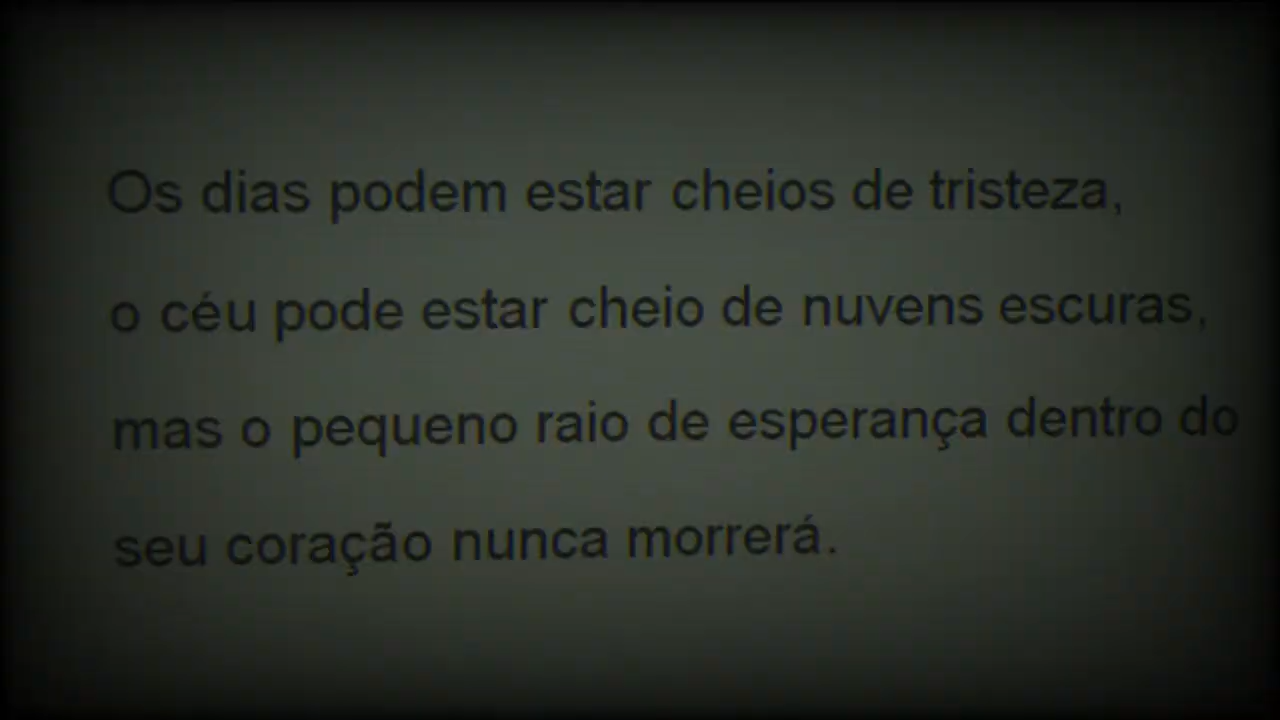 Os dias podem estar cheios de tristeza,
o céu pode estar cheio de nuvens escuras,
mas o pequeno raio de esperança dentro do
seu coração nunca morrerá.